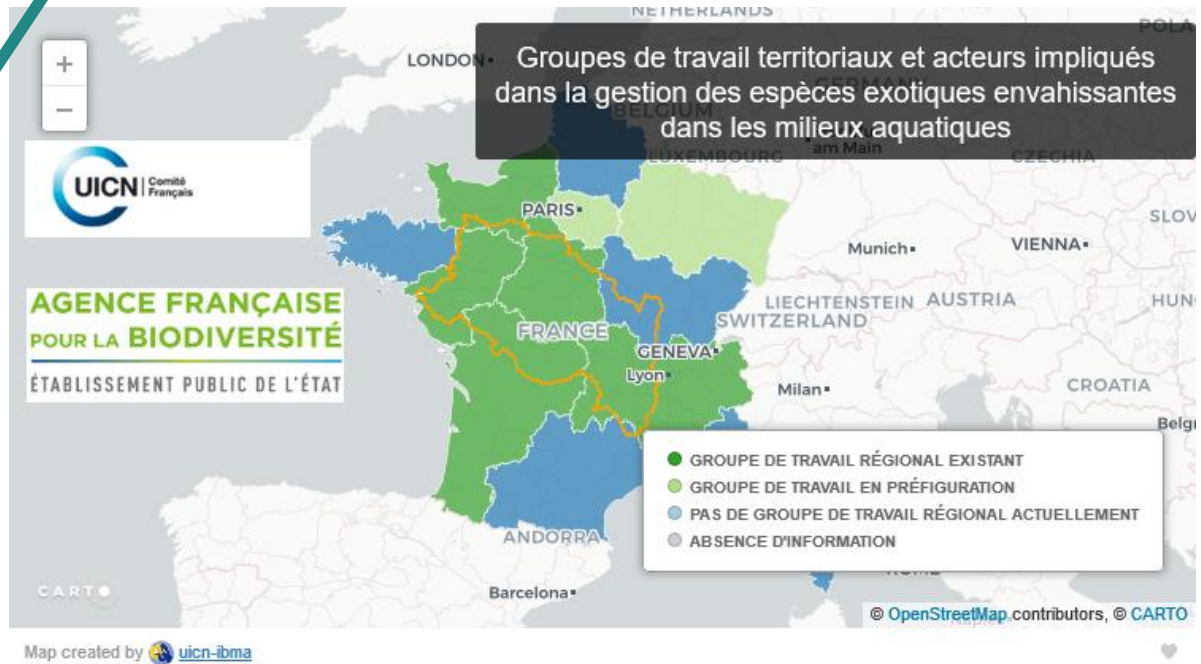 NETHERLANDS
POLA
+
−
LONDON
Groupes de travail territoriaux et acteurs impliqués
dans la gestion des espèces exotiques envahissantes
dans les milieux aquatiques
BELGIUM
LUXEMBOURG
am Main
CZECHIA
UICN Comité
Français
PARIS
SLOV
Munich
VIENNA
AGENCE FRANÇAISE
POUR LA BIODIVERSITÉ
ÉTABLISSEMENT PUBLIC DE L'ÉTAT
LIECHTENSTEIN
AUSTRIA
HUN
SWITZERLAND
FRANCE
GENEVA
Lyon
Milan
CROATIA
Belgr
GROUPE DE TRAVAIL RÉGIONAL EXISTANT
GROUPE DE TRAVAIL EN PRÉFIGURATION
PAS DE GROUPE DE TRAVAIL RÉGIONAL ACTUELLEMENT
ABSENCE D'INFORMATION
ANDORRA
CARTO
Barcelona
© OpenStreetMap contributors, © CARTO
Map created by uicn-ibma